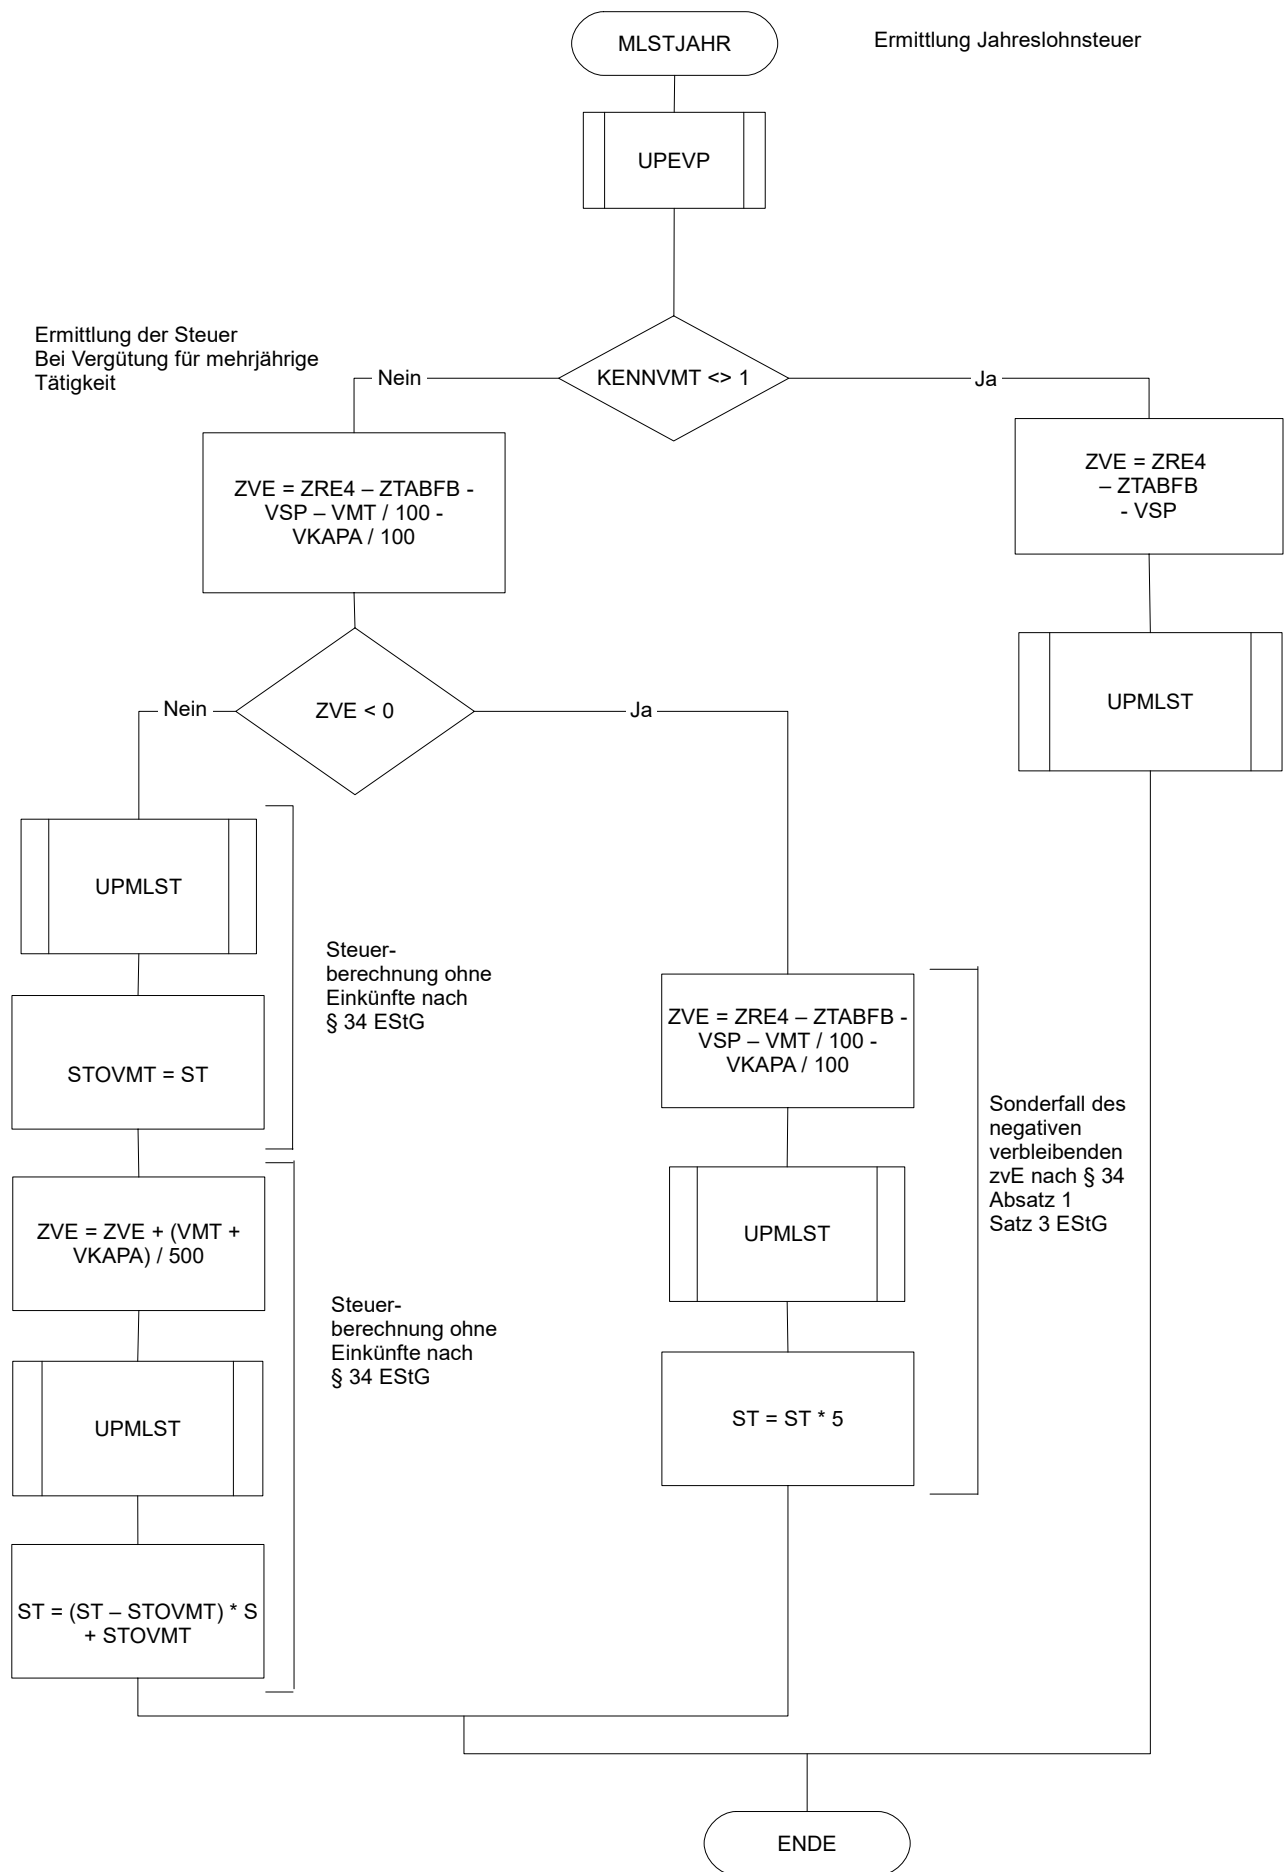 MLSTJAHR
Ermittlung Jahreslohnsteuer
UPEVP
Ermittlung der Steuer
Bei Vergütung für mehrjährige
Tätigkeit
Nein
KENNVMT <> 1
Ja
ZVE = ZRE4 – ZTABFB -
VSP – VMT / 100 -
VKAPA / 100
ZVE = ZRE4
– ZTABFB
- VSP
UPMLST
Nein
ZVE < 0
Ja
UPMLST
Steuer-
berechnung ohne
Einkünfte nach
§ 34 EStG
STOVMT = ST
ZVE = ZRE4 – ZTABFB -
VSP – VMT / 100 -
VKAPA / 100
Sonderfall des
negativen
verbleibenden
zvE nach § 34
Absatz 1
Satz 3 EStG
ZVE = ZVE + (VMT +
VKAPA) / 500
UPMLST
Steuer-
berechnung ohne
Einkünfte nach
§ 34 EStG
UPMLST
ST = ST * 5
ST = (ST – STOVMT) * S
+ STOVMT
ENDE